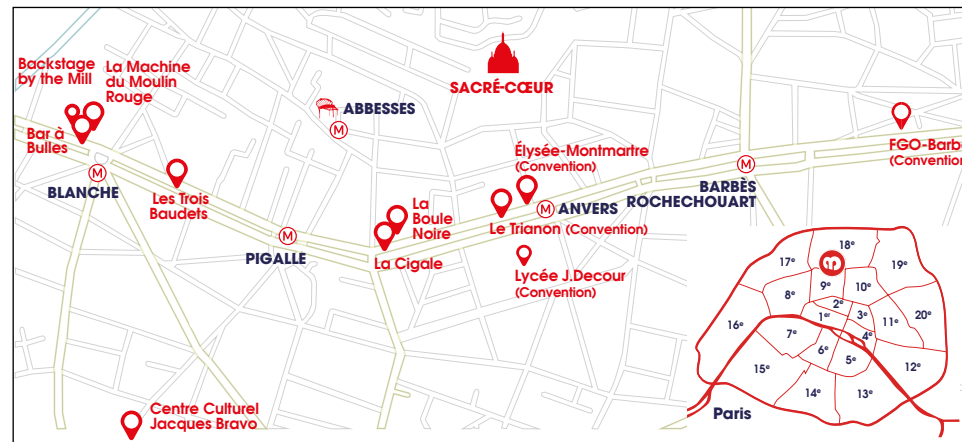 Backstage
by the Mill
La Machine
du Moulin
Rouge
Bar à
Bulles
M
BLANCHE
Les Trois
Baudets
ABBESSES
M
SACRÉ-CŒUR
M
PIGALLE
La
Boule
Noire
La Cigale
Élysée-Montmartre
(Convention)
M
ANVERS
Le Trianon (Convention)
Lycée J.Decour
(Convention)
M
BARBÈS
ROCHECHOUART
FGO-Barbe
(Convention
Centre Culturel
Jacques Bravo
18e
17e
19e
9e
10e
8e
2e
1er
3e
11e
20e
16e
7e
4e
6e
5e
15e
12e
14e
13e
Paris